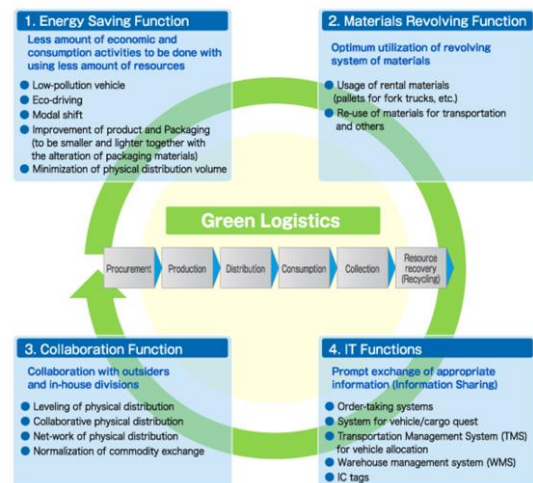 1. Energy Saving Function
Less amount of economic and
consumption activities to be done with
using less amount of resources
Low-pollution vehicle
Eco-driving
Modal shift
Improvement of product and Packaging
(to be smaller and lighter together with
the alteration of packaging materials)
Minimization of physical distribution volume
2. Materials Revolving Function
Optimum utilization of revolving
system of materials
Usage of rental materials
(pallets for fork trucks, etc.)
Re-use of materials for transportation
and others
Green Logistics
Procurement
Production
Distribution
Consumption
Collection
Resource
recovery
(Recycling)
3. Collaboration Function
Collaboration with outsiders
and in-house divisions
Leveling of physical distribution
Collaborative physical distribution
Net-work of physical distribution
Normalization of commodity exchange
4. IT Functions
Prompt exchange of appropriate
information (Information Sharing)
Order-taking systems
System for vehicle/cargo quest
Transportation Management System (TMS)
for vehicle allocation
Warehouse management system (WMS)
IC tags